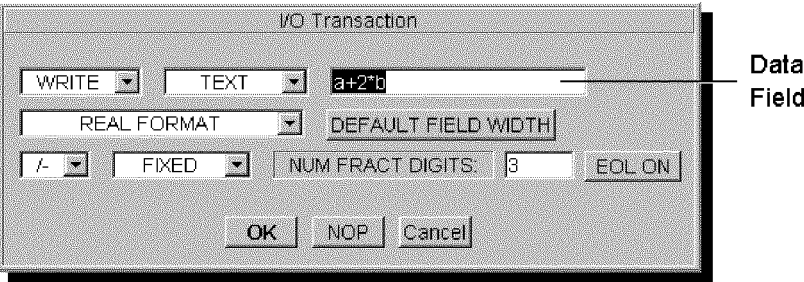 I/O Transaction
WRITE TEXT a+2*b
Data
Field
REAL FORMAT DEFAULT FIELD WIDTH
/- FIXED NUM FRACT DIGITS: 3 EOL ON
OK NOP Cancel